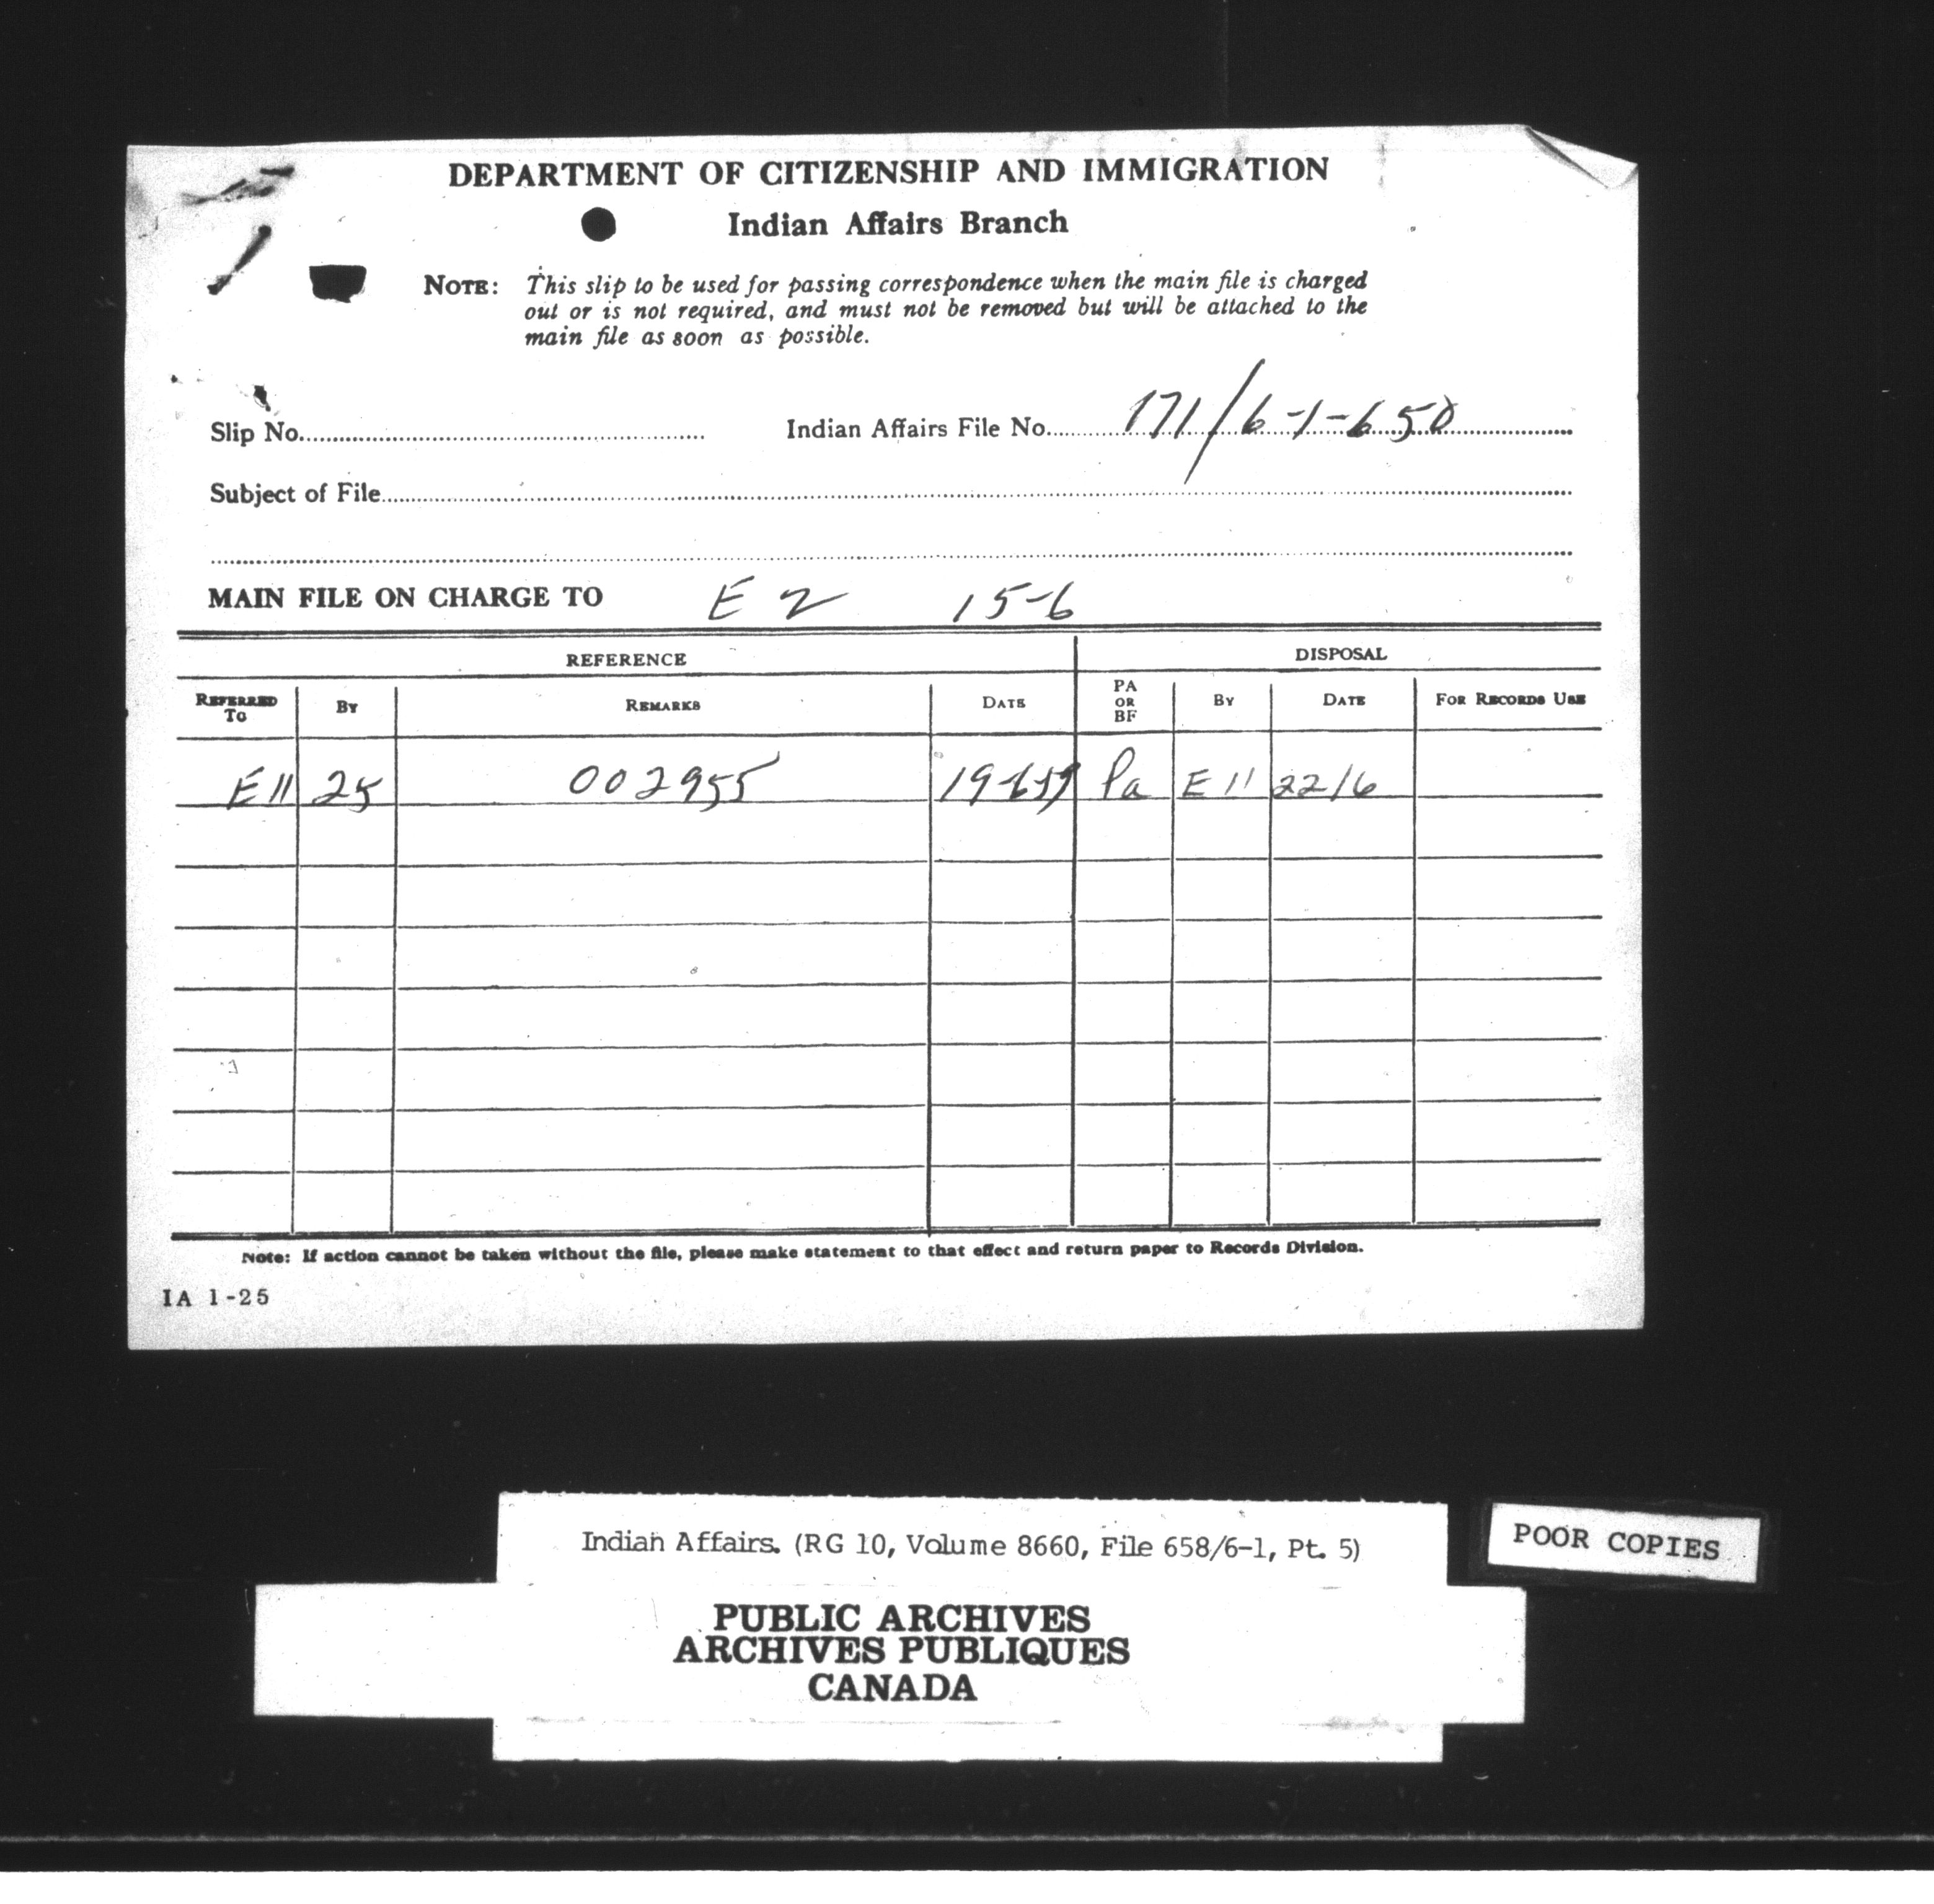 DEPARTMENT OF CITIZENSHIP AND IMMIGRATION
Indian Affairs Branch
NOTE: This slip to be used for passing correspondence when the main file is charged
out or is not required, and must not be removed but will be attached to the
main file as soon as possible.
Slip No. Indian Affairs File No. 171/6-1-650
Subject of File
MAIN FILE ON CHARGE TO E 2 15-6
REFERENCE DISPOSAL
REFERRED TO BY REMARKS DATE PA OR BF BY DATE FOR RECORDS USE
E11 25 002955 19-6-59 Pa E 11 22/6
Note: If action cannot be taken without the file, please make statement to that effect and return paper to Records Division.
IA 1-25
Indian Affairs. (RG 10, Volume 8660, File 658/6-1, Pt. 5)
POOR COPIES
PUBLIC ARCHIVES
ARCHIVES PUBLIQUES
CANADA